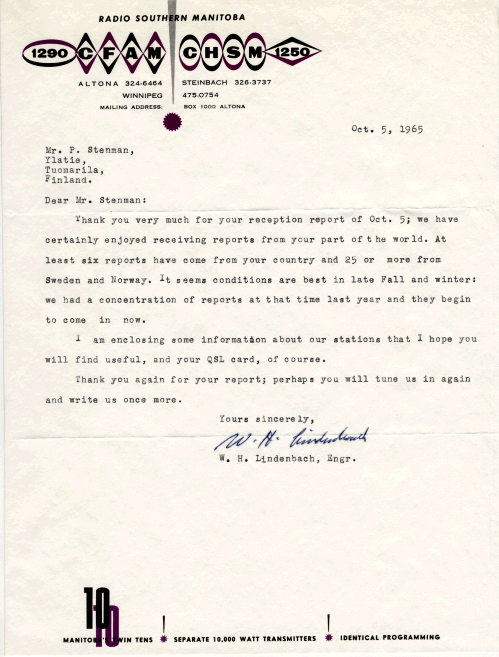 RADIO SOUTHERN MANITOBA
1290 CFAM CHSM 1250
ALTONA 324-6464 STEINBACH 326-3737
WINNIPEG 475-0754
MAILING ADDRESS: BOX 1000 ALTONA
Oct. 5, 1965
Mr. P. Stenman,
Ylatie,
Tuomarila,
Finland.
Dear Mr. Stenman:
Thank you very much for your reception report of Oct. 5; we have
certainly enjoyed receiving reports from your part of the world. At
least six reports have come from your country and 25 or more from
Sweden and Norway. It seems conditions are best in late Fall and winter:
we had a concentration of reports at that time last year and they begin
to come in now.
I am enclosing some information about our stations that I hope you
will find useful, and your QSL card, of course.
Thank you again for your report; perhaps you will tune us in again
and write us once more.
Yours sincerely,
W. H. Lindenbach
W. H. Lindenbach, Engr.
10
10
MANITOBA'S TWIN TENS SEPARATE 10,000 WATT TRANSMITTERS IDENTICAL PROGRAMMING